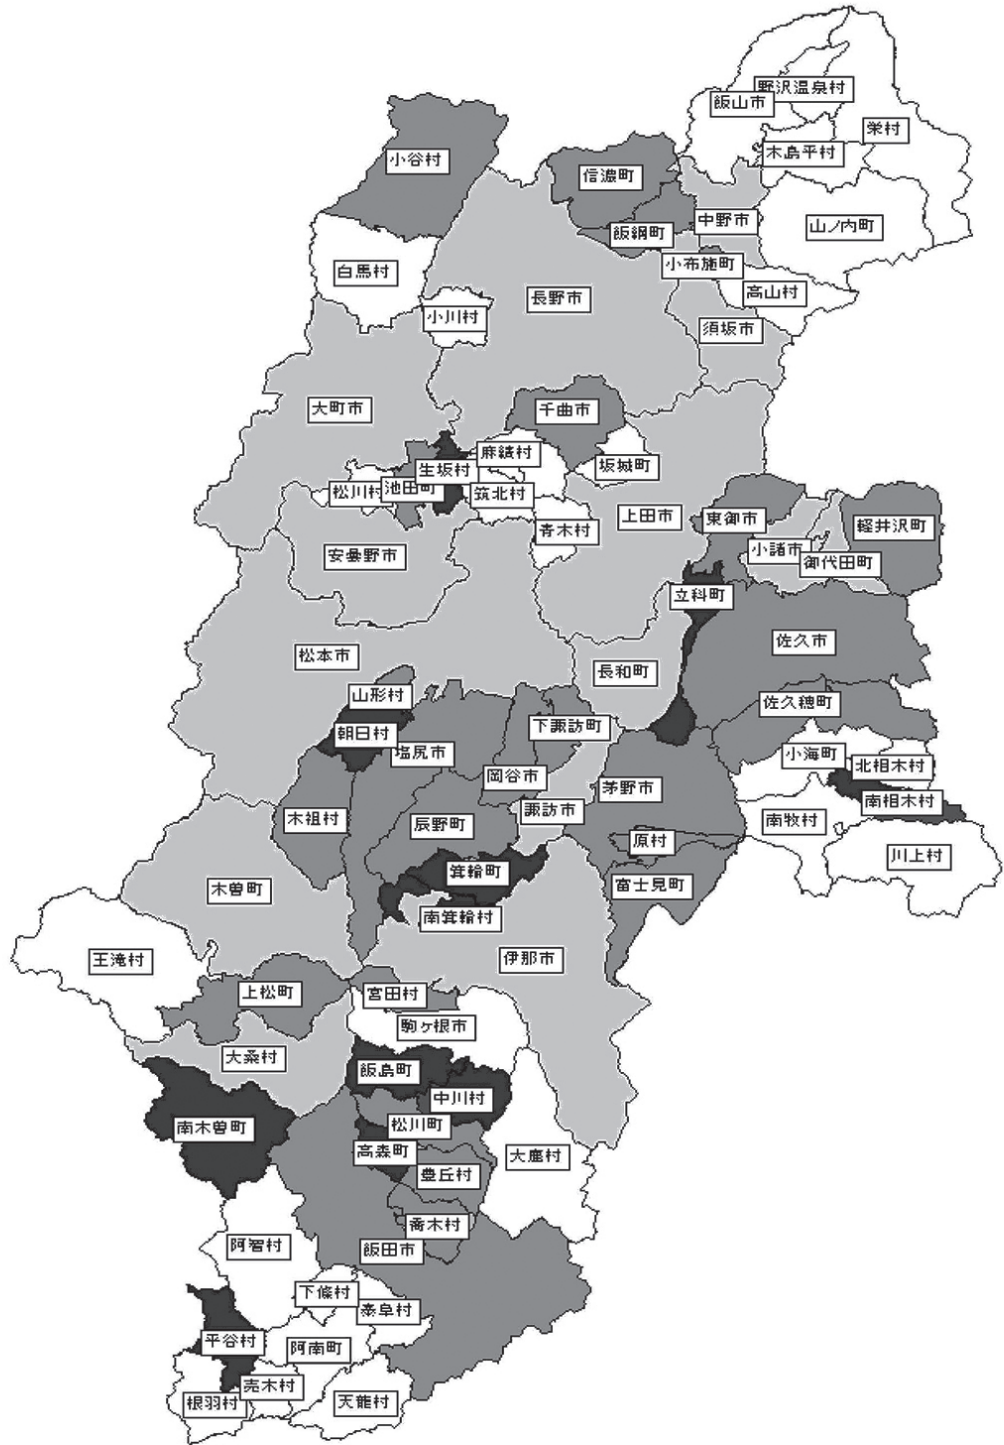 野沢温泉村
飯山市
栄村
木島平村
小谷村
信濃町
中野市
山ノ内町
飯綱町
小布施町
白馬村
高山村
長野市
小川村
須坂市
大町市
千曲市
麻績村
坂城町
生坂村
松川村
池田町
筑北村
上田市
東御市
軽井沢町
青木村
小諸市
安曇野市
御代田町
立科町
佐久市
松本市
長和町
山形村
佐久穂町
朝日村
下諏訪町
塩尻市
小海町
北相木村
岡谷市
茅野市
南相木村
諏訪市
木祖村
辰野町
南牧村
原村
川上村
箕輪町
富士見町
木曽町
南箕輪村
王滝村
伊那市
上松町
宮田村
駒ヶ根市
大桑村
飯島町
中川村
南木曽町
松川町
高森町
大鹿村
豊丘村
喬木村
阿智村
飯田市
下條村
泰阜村
平谷村
阿南町
売木村
根羽村
天龍村